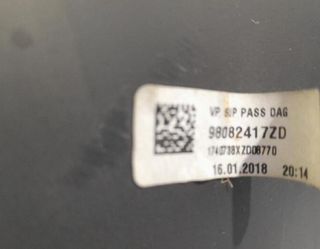 VP S/P PASS DAG
98082417ZD
1740738XZD08770
16.01.2018 20:14